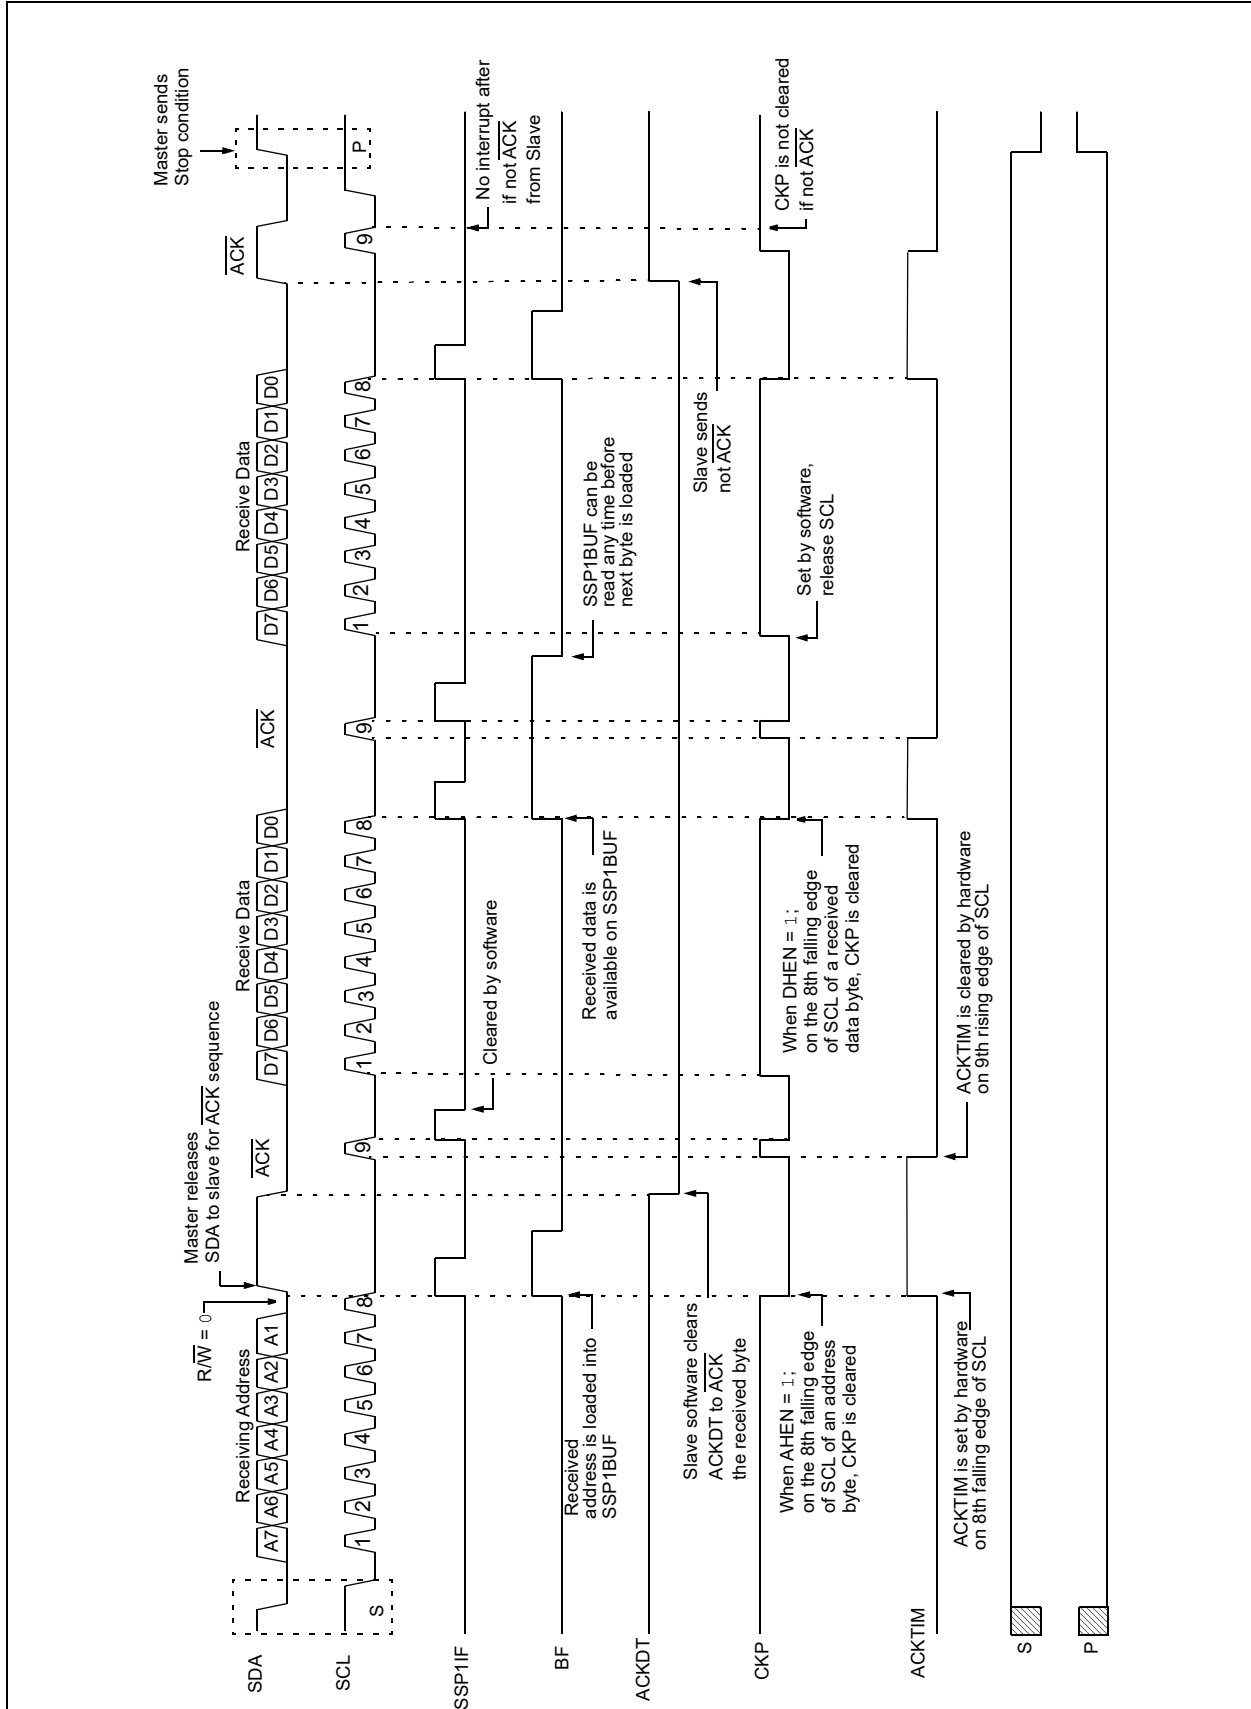 Master sends
Stop condition
Master releases
SDA to slave for ACK sequence
R/W = 0
Receiving Address
Receive Data
Receive Data
ACK
ACK
ACK
SDA
A7 A6 A5 A4 A3 A2 A1
D7 D6 D5 D4 D3 D2 D1 D0
D7 D6 D5 D4 D3 D2 D1 D0
SCL
S
1 2 3 4 5 6 7 8 9
1 2 3 4 5 6 7 8 9
1 2 3 4 5 6 7 8 9
P
SSP1IF
Cleared by software
No interrupt after
if not ACK
from Slave
BF
Received
address is loaded into
SSP1BUF
Received data is
available on SSP1BUF
SSP1BUF can be
read any time before
next byte is loaded
ACKDT
Slave software clears
ACKDT to ACK
the received byte
Slave sends
not ACK
CKP
When AHEN = 1;
on the 8th falling edge
of SCL of an address
byte, CKP is cleared
When DHEN = 1;
on the 8th falling edge
of SCL of a received
data byte, CKP is cleared
Set by software,
release SCL
CKP is not cleared
if not ACK
ACKTIM
ACKTIM is set by hardware
on 8th falling edge of SCL
ACKTIM is cleared by hardware
on 9th rising edge of SCL
S
P